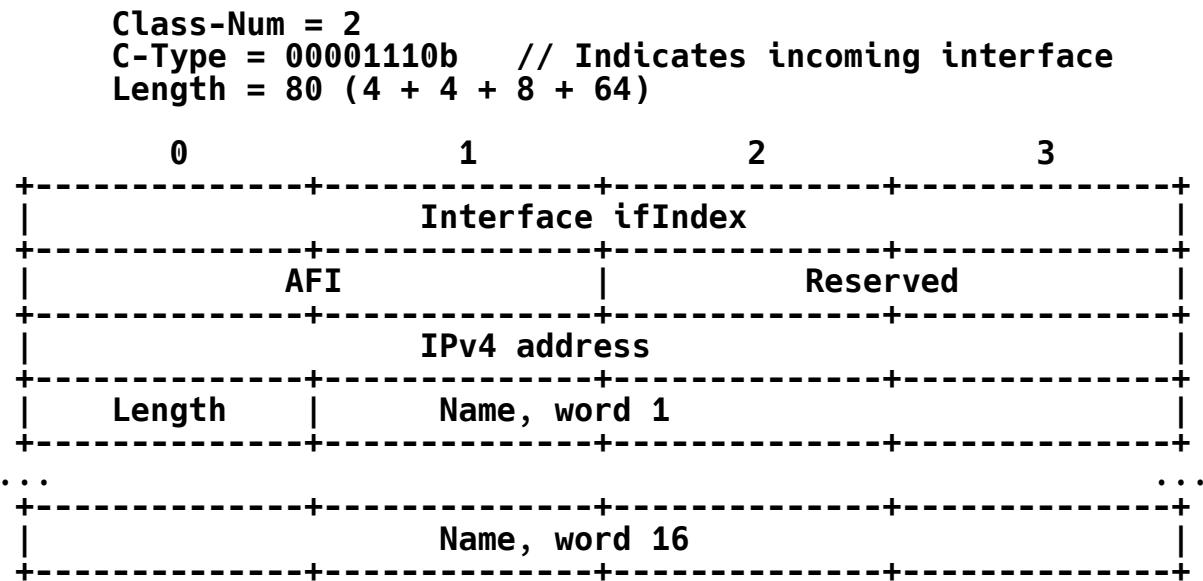 Class-Num = 2
C-Type = 00001110b   // Indicates incoming interface
Length = 80 (4 + 4 + 8 + 64)
0              1              2              3
+--------------+--------------+--------------+--------------+
|                    Interface ifIndex                      |
+--------------+--------------+--------------+--------------+
|             AFI             |          Reserved           |
+--------------+--------------+--------------+--------------+
|                    IPv4 address                           |
+--------------+--------------+--------------+--------------+
|    Length    |      Name, word 1                          |
+--------------+--------------+--------------+--------------+
...                                                         ...
+--------------+--------------+--------------+--------------+
|                     Name, word 16                         |
+--------------+--------------+--------------+--------------+